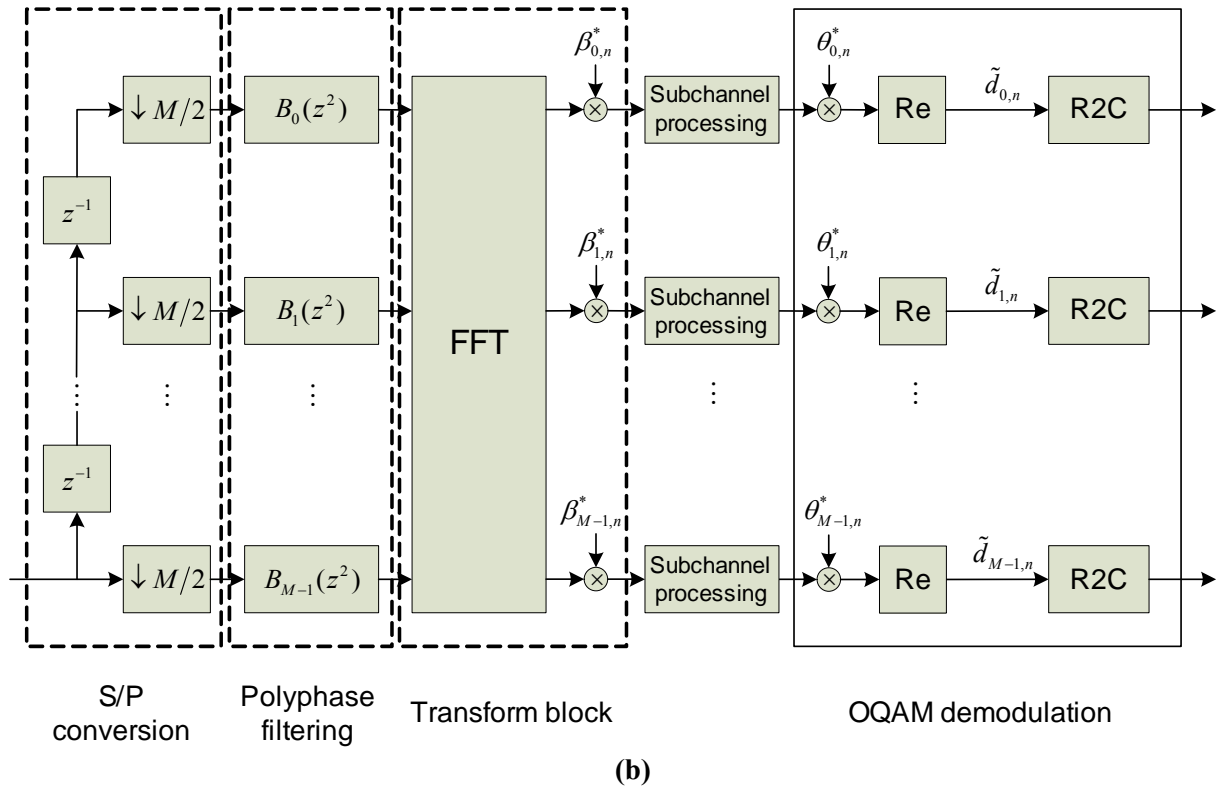 β*₀,ₙ θ*₀,ₙ
↓ M/2 B₀(z²) Subchannel processing Re d̃₀,ₙ R2C
z⁻¹
β*₁,ₙ θ*₁,ₙ
↓ M/2 B₁(z²) FFT Subchannel processing Re d̃₁,ₙ R2C
⋮ ⋮ ⋮ ⋮ ⋮
z⁻¹
β*_{M−1,n} θ*_{M−1,n}
↓ M/2 B_{M−1}(z²) Subchannel processing Re d̃_{M−1,n} R2C
S/P conversion
Polyphase filtering
Transform block
OQAM demodulation
(b)